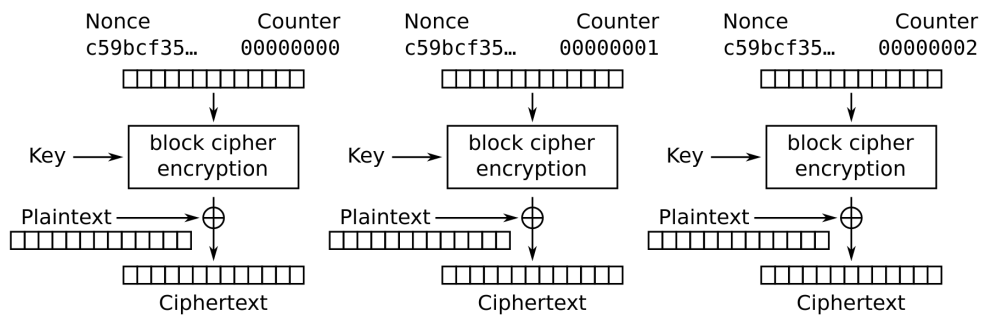 Nonce Counter Nonce Counter Nonce Counter
c59bcf35… 00000000 c59bcf35… 00000001 c59bcf35… 00000002
block cipher block cipher block cipher
Key encryption Key encryption Key encryption
Plaintext Plaintext Plaintext
Ciphertext Ciphertext Ciphertext